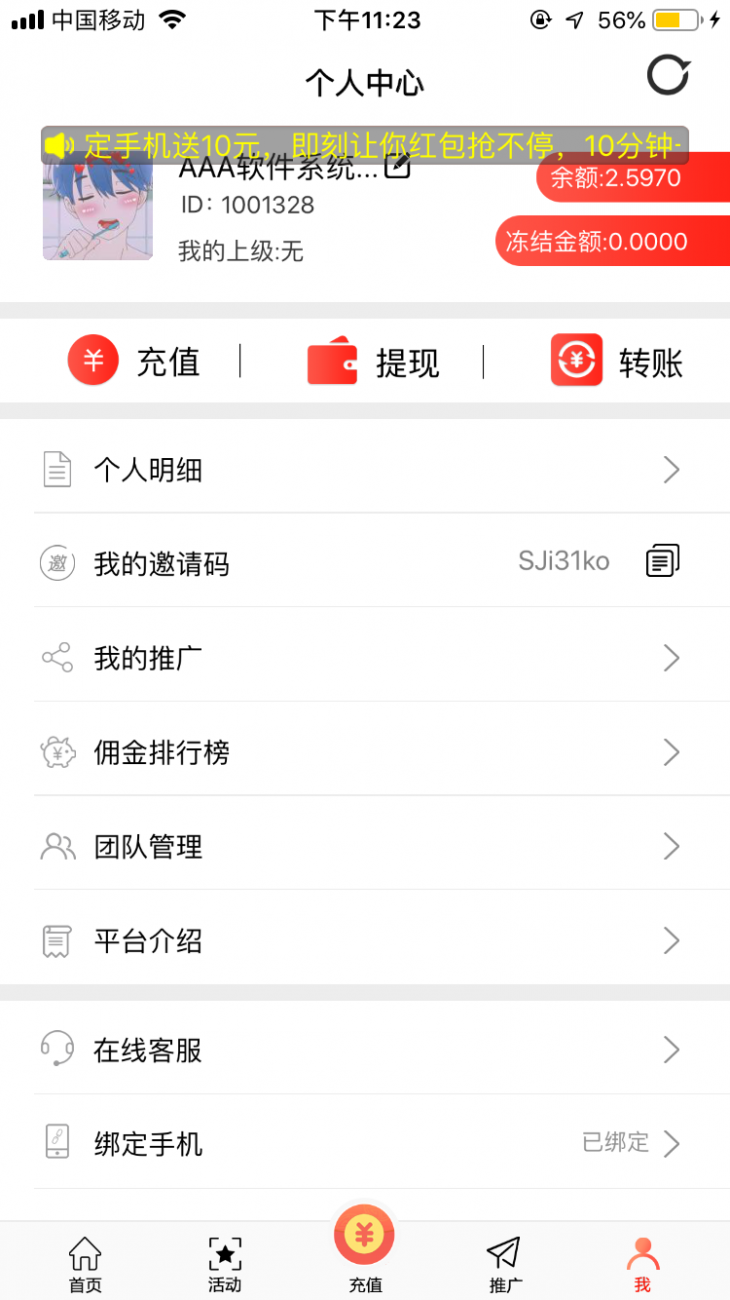 中国移动 下午11:23 56%
个人中心
定手机送10元，即刻让你红包抢不停，10分钟-
AAA软件系统...
余额:2.5970
ID: 1001328
冻结金额:0.0000
我的上级:无
充值 提现 转账
个人明细
邀 我的邀请码 SJi31ko
我的推广
佣金排行榜
团队管理
平台介绍
在线客服
绑定手机 已绑定
首页 活动 充值 推广 我